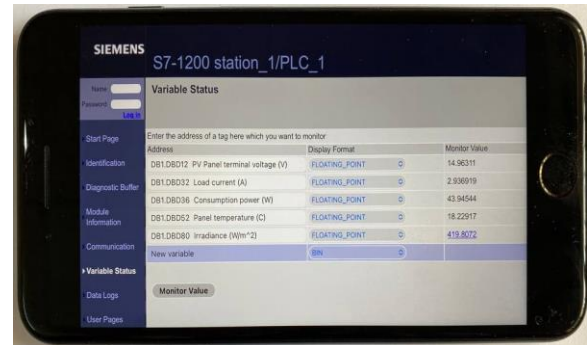 SIEMENS
S7-1200 station_1/PLC_1
Name
Password
Log in
Variable Status
Start Page
Identification
Diagnostic Buffer
Module
Information
Communication
Variable Status
Data Logs
User Pages
Enter the address of a tag here which you want to monitor
Address Display Format Monitor Value
DB1.DBD12 PV Panel terminal voltage (V) FLOATING_POINT 14.96311
DB1.DBD32 Load current (A) FLOATING_POINT 2.936919
DB1.DBD36 Consumption power (W) FLOATING_POINT 43.94544
DB1.DBD52 Panel temperature (C) FLOATING_POINT 18.22917
DB1.DBD80 Irradiance (W/m^2) FLOATING_POINT 419.8072
New variable BIN
Monitor Value